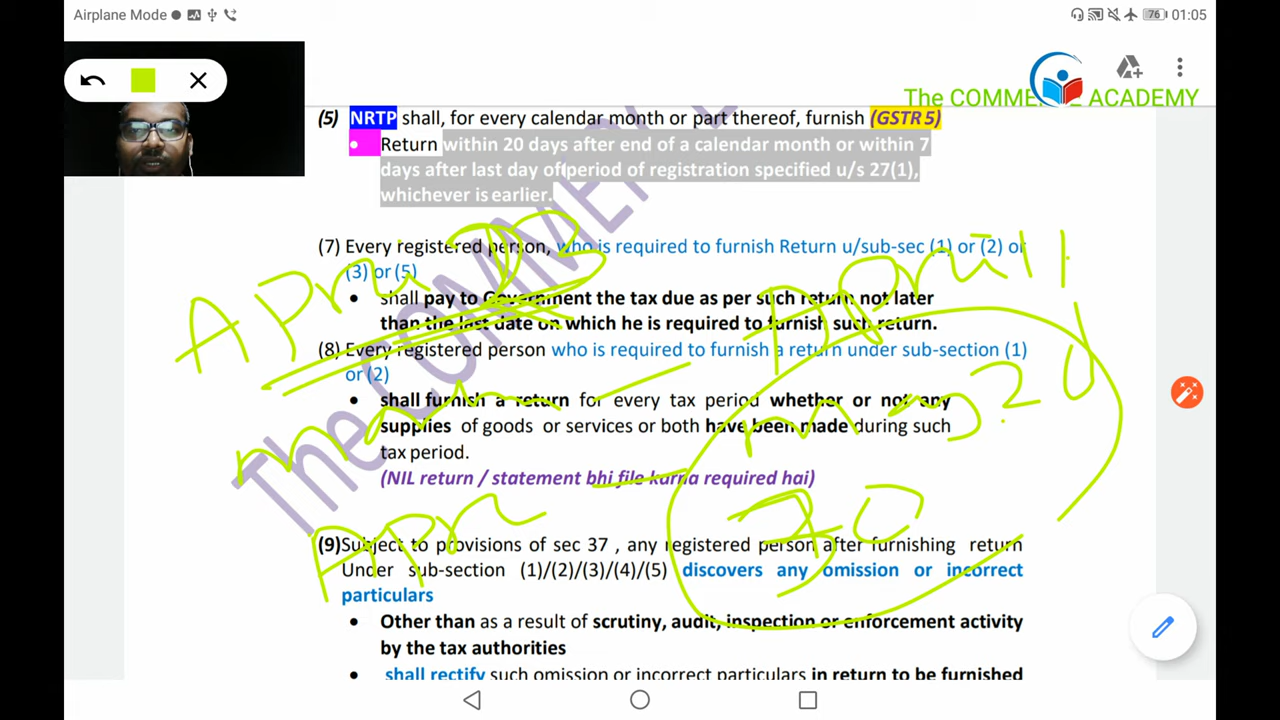 Airplane Mode
76 01:05
The COMME ACADEMY
(5) NRTP shall, for every calendar month or part thereof, furnish (GSTR 5)
• Return within 20 days after end of a calendar month or within 7
days after last day of period of registration specified u/s 27(1),
whichever is earlier.
(7) Every registered person, who is required to furnish Return u/sub-sec (1) or (2) or
(3) or (5)
• shall pay to Government the tax due as per such return not later
than the last date on which he is required to furnish such return.
(8) Every registered person who is required to furnish a return under sub-section (1)
or (2)
• shall furnish a return for every tax period whether or not any
supplies of goods or services or both have been made during such
tax period.
(NIL return / statement bhi file karna required hai)
(9) Subject to provisions of sec 37 , any registered person after furnishing return
Under sub-section (1)/(2)/(3)/(4)/(5) discovers any omission or incorrect
particulars
• Other than as a result of scrutiny, audit, inspection or enforcement activity
by the tax authorities
• shall rectify such omission or incorrect particulars in return to be furnished
April
20
Apr
30